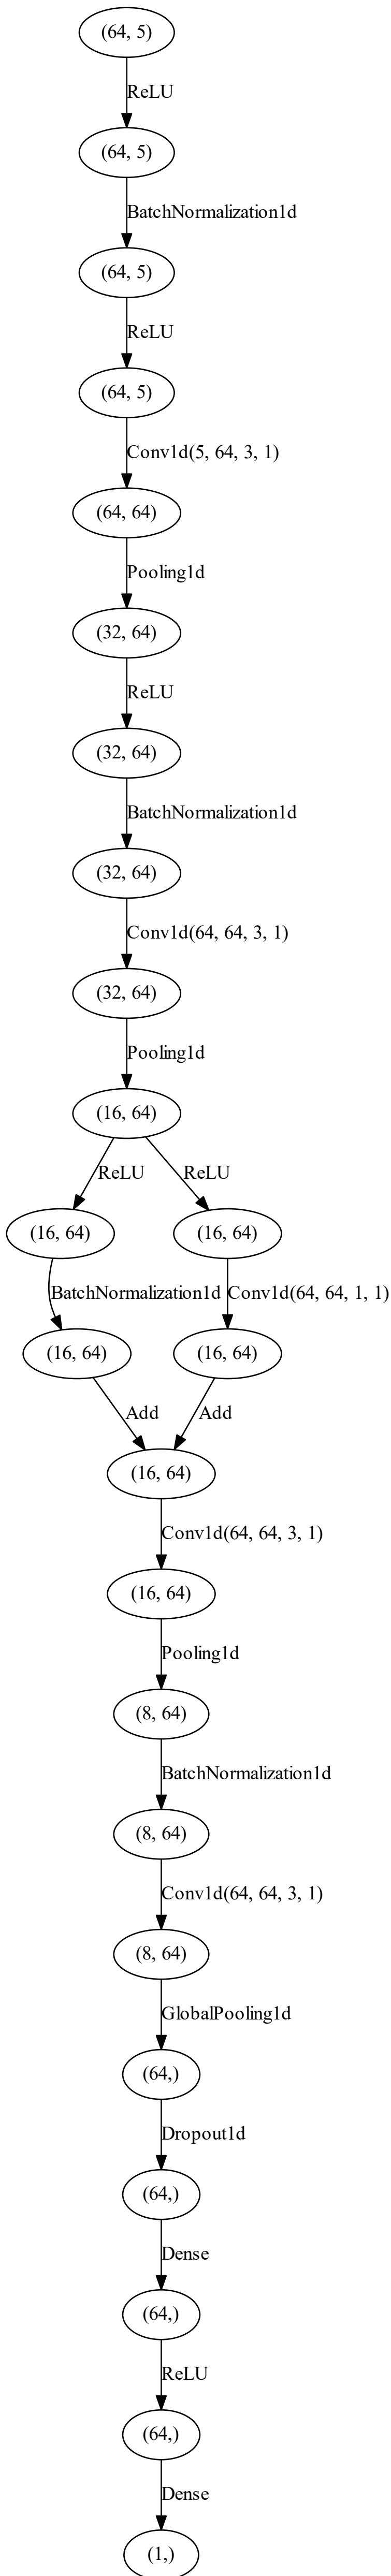 (64, 5)
ReLU
(64, 5)
BatchNormalization1d
(64, 5)
ReLU
(64, 5)
Conv1d(5, 64, 3, 1)
(64, 64)
Pooling1d
(32, 64)
ReLU
(32, 64)
BatchNormalization1d
(32, 64)
Conv1d(64, 64, 3, 1)
(32, 64)
Pooling1d
(16, 64)
ReLU ReLU
(16, 64) (16, 64)
BatchNormalization1d Conv1d(64, 64, 1, 1)
(16, 64) (16, 64)
Add Add
(16, 64)
Conv1d(64, 64, 3, 1)
(16, 64)
Pooling1d
(8, 64)
BatchNormalization1d
(8, 64)
Conv1d(64, 64, 3, 1)
(8, 64)
GlobalPooling1d
(64,)
Dropout1d
(64,)
Dense
(64,)
ReLU
(64,)
Dense
(1,)